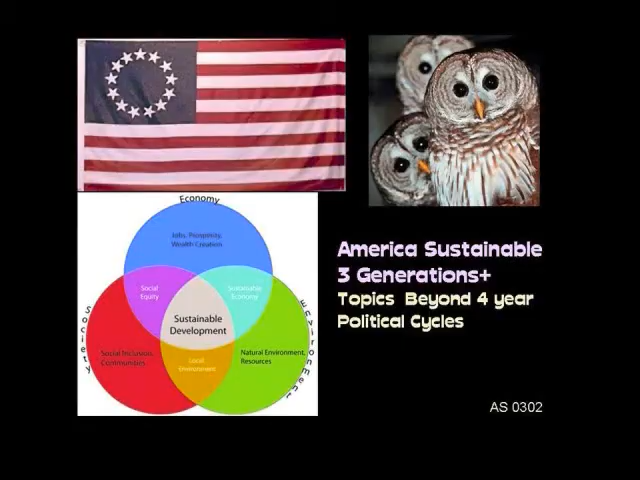 Economy
Jobs, Prosperity,
Wealth Creation
Social
Equity
Sustainable
Economy
Sustainable
Development
Society
Environment
Social Inclusion,
Communities
Local
Environment
Natural Environment,
Resources
America Sustainable
3 Generations+
Topics Beyond 4 year
Political Cycles
AS 0302